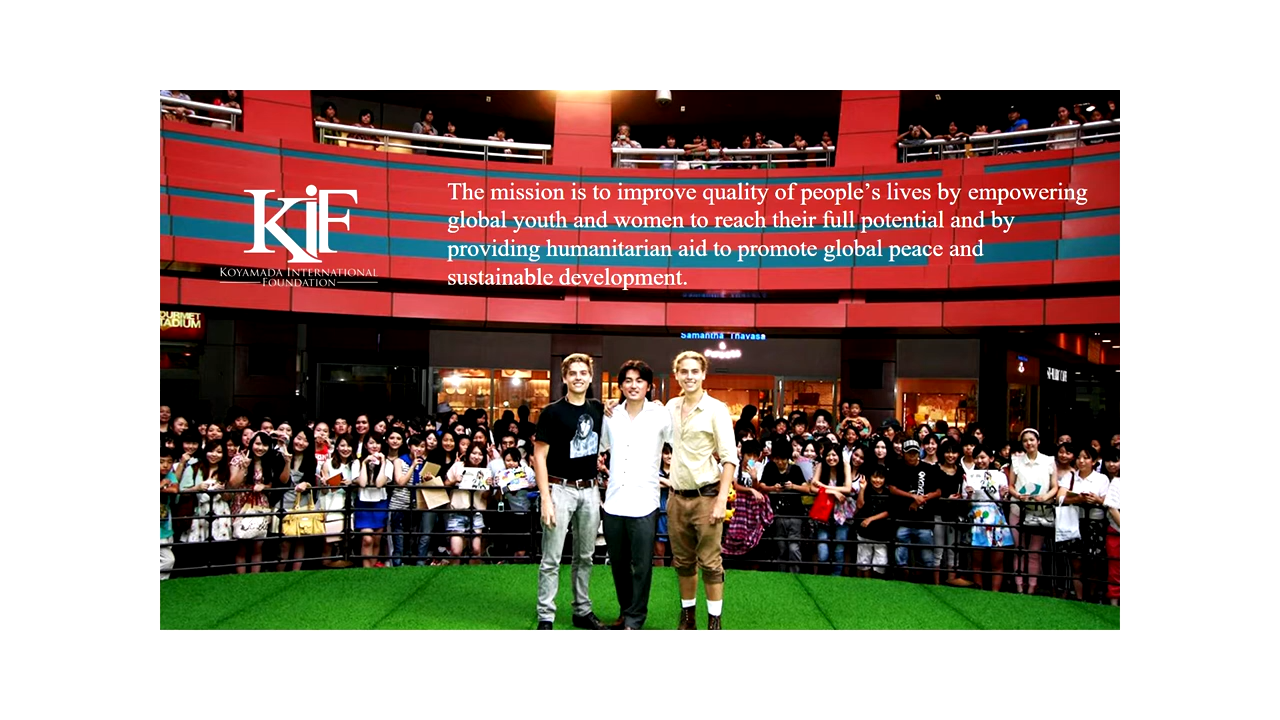 KiF
KOYAMADA INTERNATIONAL
FOUNDATION
The mission is to improve quality of people’s lives by empowering
global youth and women to reach their full potential and by
providing humanitarian aid to promote global peace and
sustainable development.
Samantha Thavasa
&